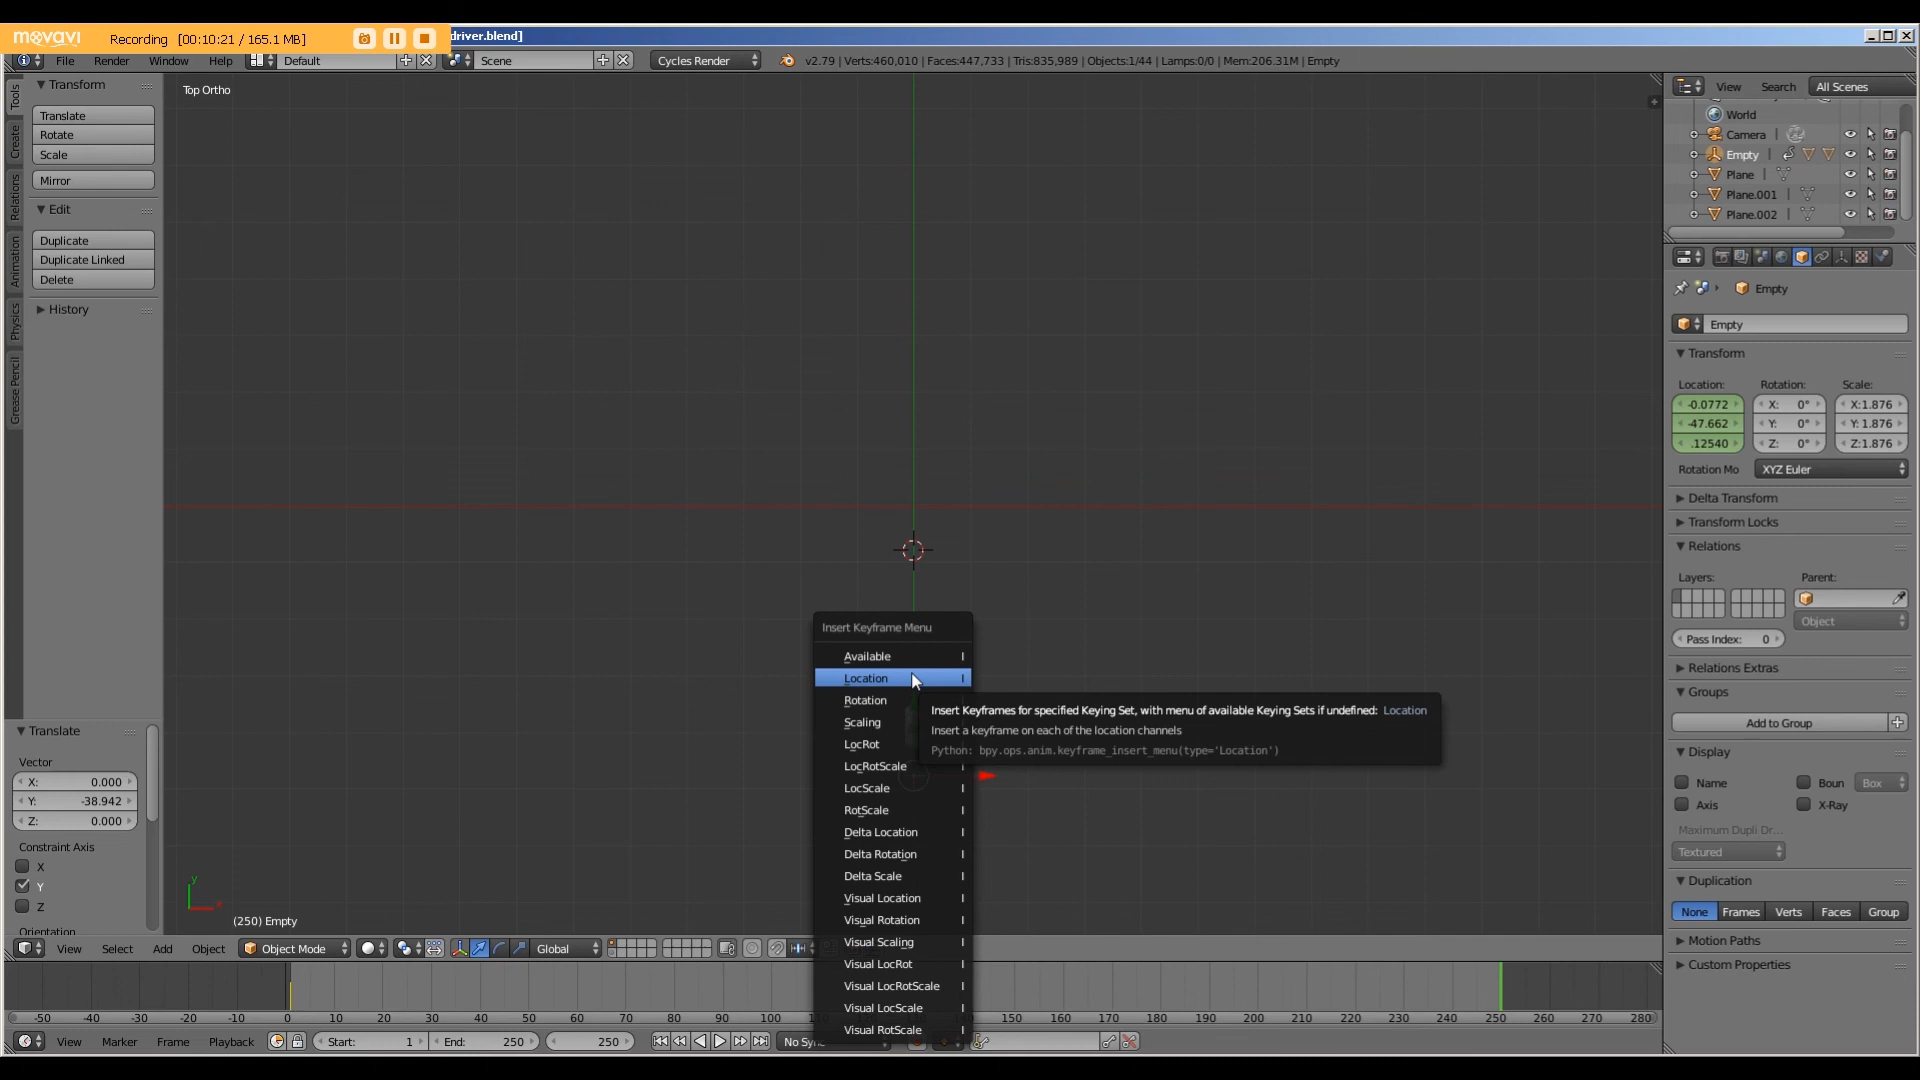 movavi Recording [00:10:21 / 165.1 MB] driver.blend]
File Render Window Help Default Scene Cycles Render v2.79 | Verts:460,010 | Faces:447,733 | Tris:835,989 | Objects:1/44 | Lamps:0/0 | Mem:206.31M | Empty
Tools
Create
Relations
Animation
Physics
Grease Pencil
Transform
Translate
Rotate
Scale
Mirror
Edit
Duplicate
Duplicate Linked
Delete
History
Translate
Vector
X: 0.000
Y: -38.942
Z: 0.000
Constraint Axis
X
Y
Z
Orientation
Top Ortho
Insert Keyframe Menu
Available I
Location I
Rotation
Scaling
LocRot
LocRotScale I
LocScale I
RotScale I
Delta Location I
Delta Rotation I
Delta Scale I
Visual Location I
Visual Rotation I
Visual Scaling I
Visual LocRot I
Visual LocRotScale I
Visual LocScale I
Visual RotScale I
Insert Keyframes for specified Keying Set, with menu of available Keying Sets if undefined: Location
Insert a keyframe on each of the location channels
Python: bpy.ops.anim.keyframe_insert_menu(type='Location')
y
(250) Empty
View Select Add Object Object Mode Global
-50 -40 -30 -20 -10 0 10 20 30 40 50 60 70 80 90 100 150 160 170 180 190 200 210 220 230 240 250 260 270 280
View Marker Frame Playback Start: 1 End: 250 250 No Sync
View Search All Scenes
World
Camera
Empty
Plane
Plane.001
Plane.002
Empty
Empty
Transform
Location: Rotation: Scale:
-0.0772 X: 0° X:1.876
-47.662 Y: 0° Y: 1.876
.12540 Z: 0° Z:1.876
Rotation Mo XYZ Euler
Delta Transform
Transform Locks
Relations
Layers: Parent:
Object
Pass Index: 0
Relations Extras
Groups
Add to Group
Display
Name Boun Box
Axis X-Ray
Maximum Dupli Dr...
Textured
Duplication
None Frames Verts Faces Group
Motion Paths
Custom Properties